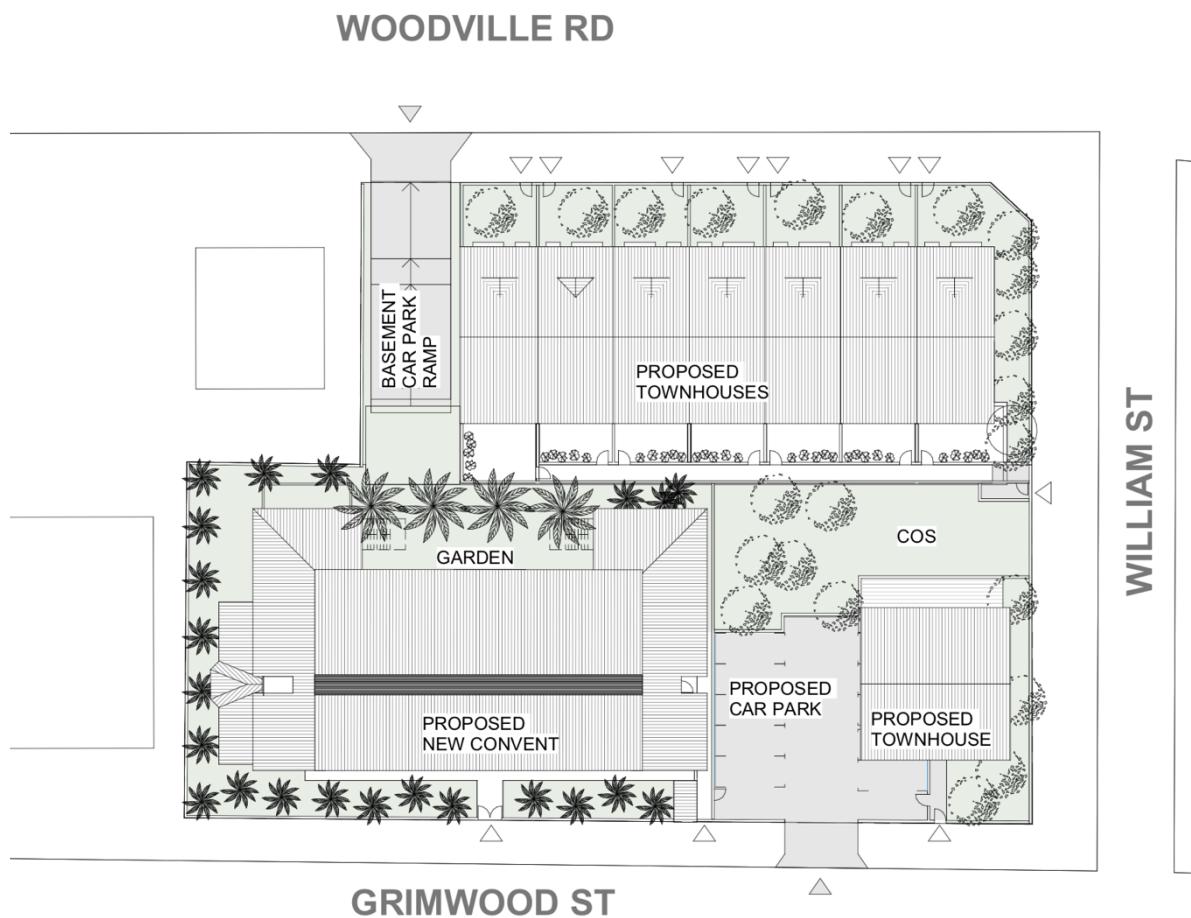 WOODVILLE RD
BASEMENT
CAR PARK
RAMP
PROPOSED
TOWNHOUSES
WILLIAM ST
GARDEN
COS
PROPOSED
NEW CONVENT
PROPOSED
CAR PARK
PROPOSED
TOWNHOUSE
GRIMWOOD ST